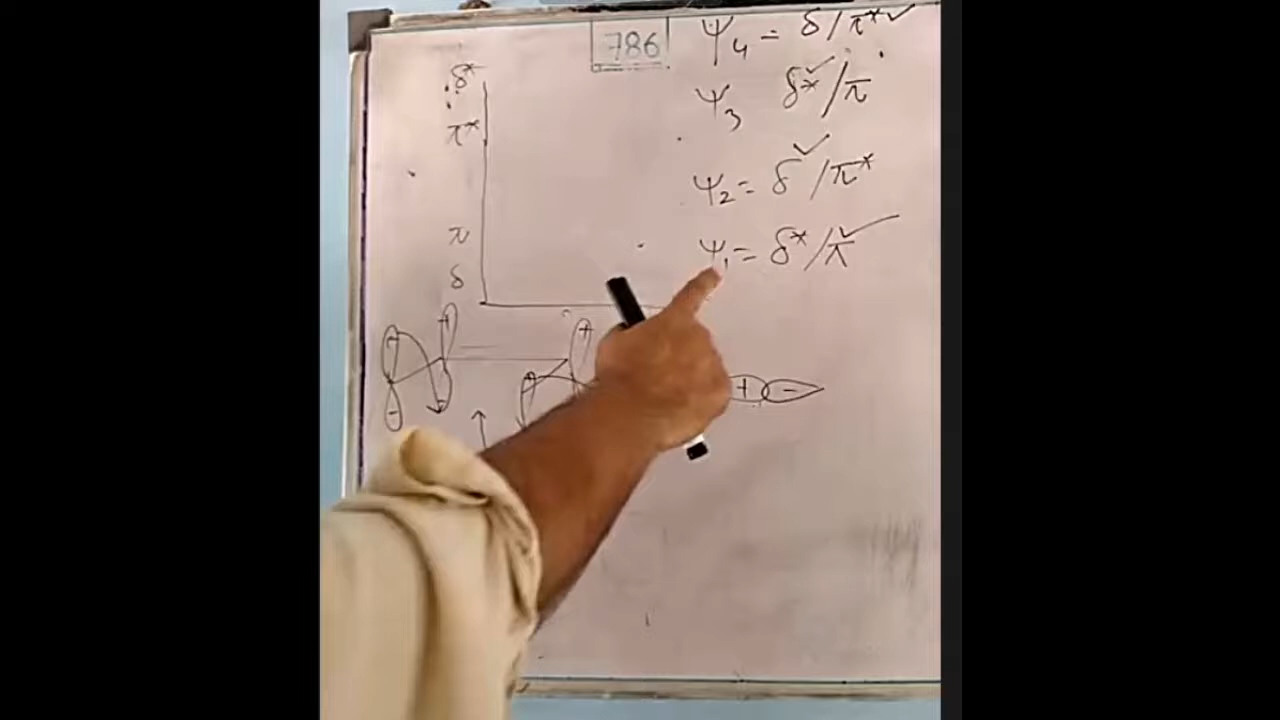 786
ψ4 = δ/π*✓
ψ3 δ*✓/π
ψ2 = δ✓/π*
ψ1 = δ*/π✓
δ*
π*
π
δ
+ + +
- -
+ -